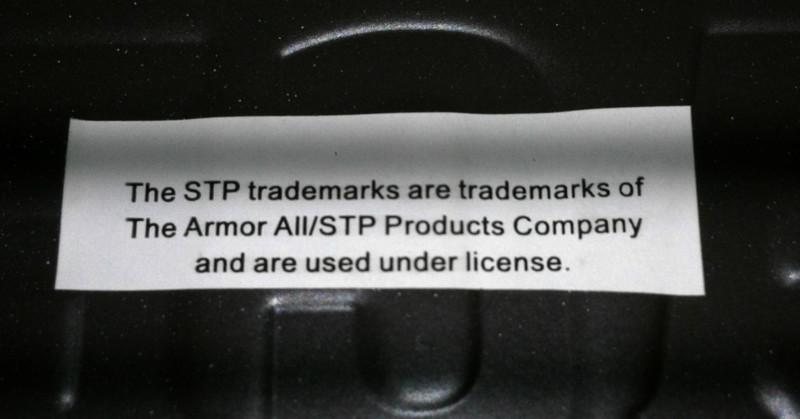 The STP trademarks are trademarks of
The Armor All/STP Products Company
and are used under license.